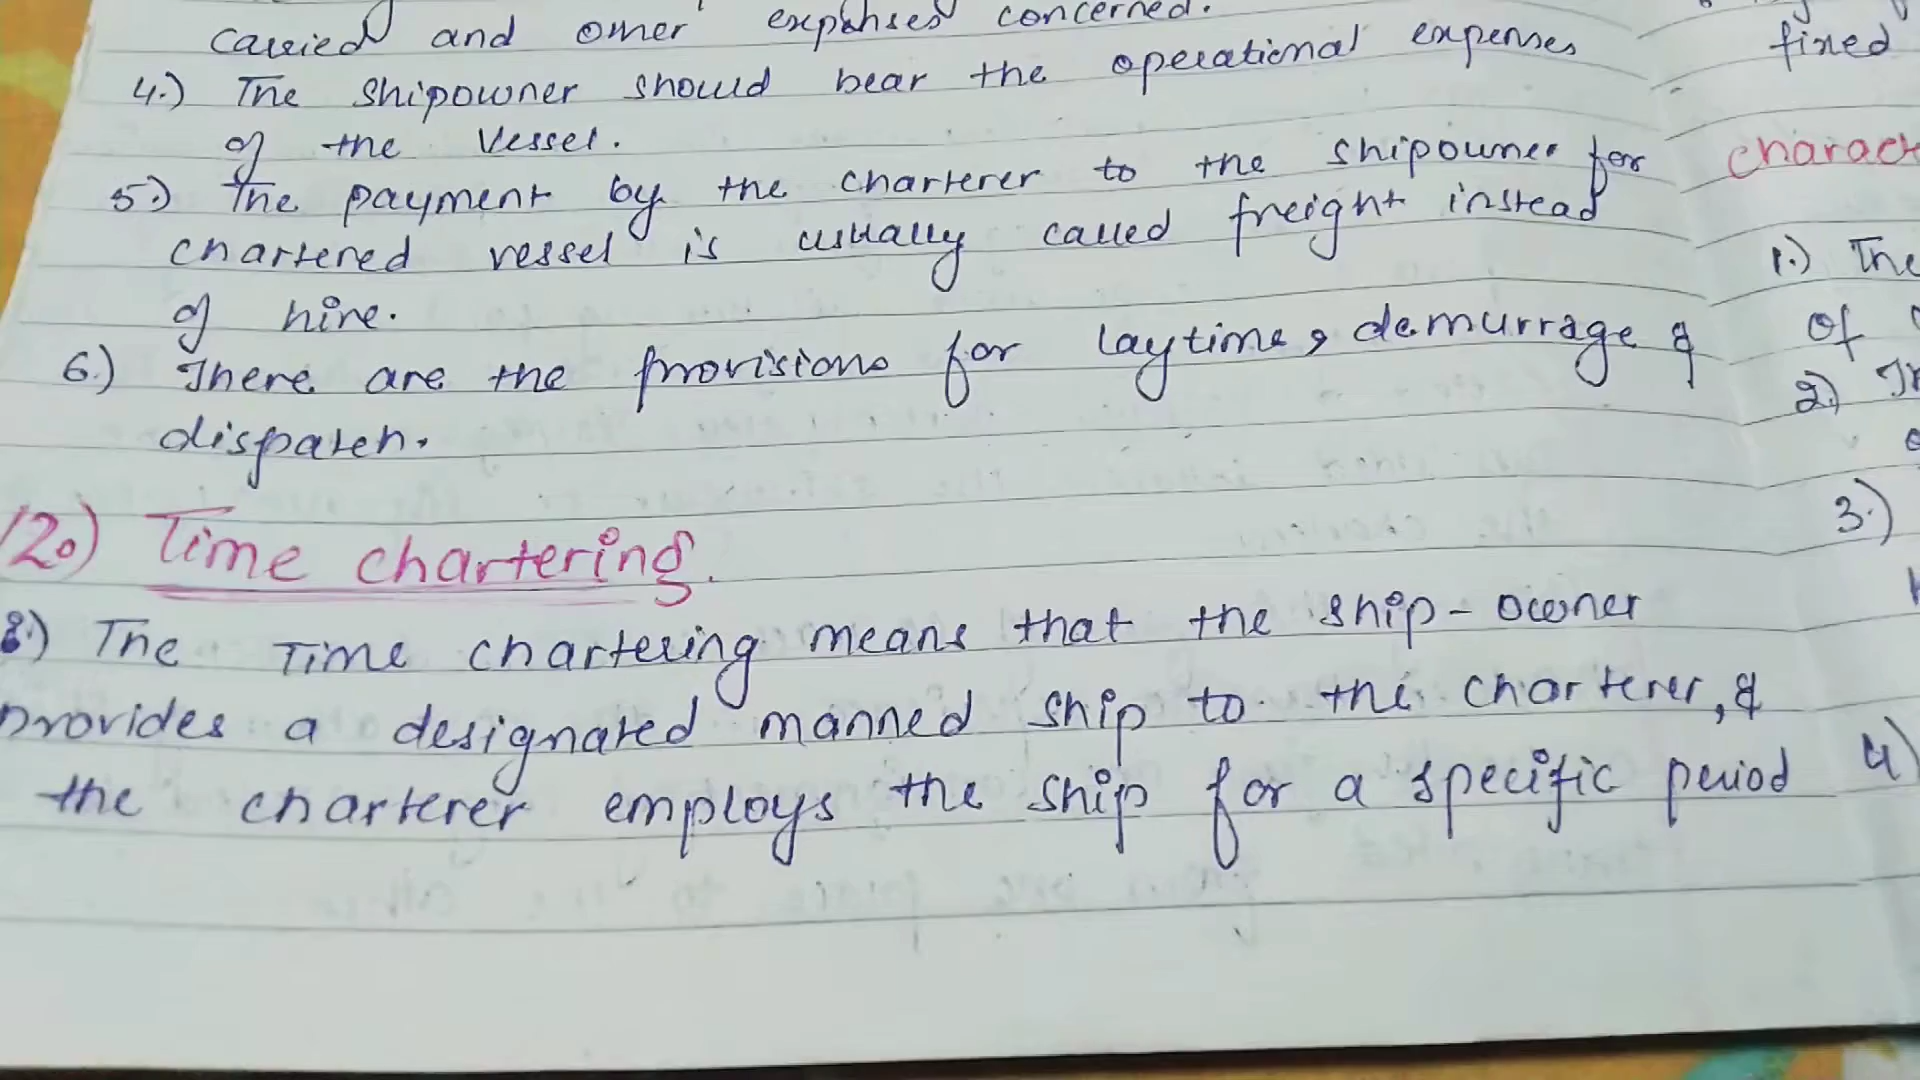 carried and other expenses concerned.
4.) The shipowner should bear the operational expenses
of the vessel.
5.) The payment by the charterer to the shipowner for
chartered vessel is usually called freight instead
of hire.
6.) There are the provisions for laytime, demurrage &
dispatch.
2.) Time chartering.
The Time chartering means that the ship-owner
provides a designated manned ship to the charterer, &
the charterer employs the ship for a specific period
fixed
charact
1.) The
of
2.)
3.)
4)